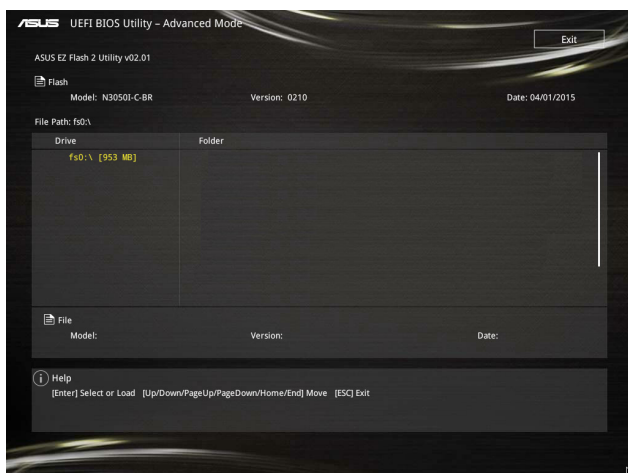 ASUS UEFI BIOS Utility – Advanced Mode
Exit
ASUS EZ Flash 2 Utility v02.01
Flash
Model: N3050I-C-BR Version: 0210 Date: 04/01/2015
File Path: fs0:\
Drive Folder
fs0:\ [953 MB]
File
Model: Version: Date:
Help
[Enter] Select or Load [Up/Down/PageUp/PageDown/Home/End] Move [ESC] Exit